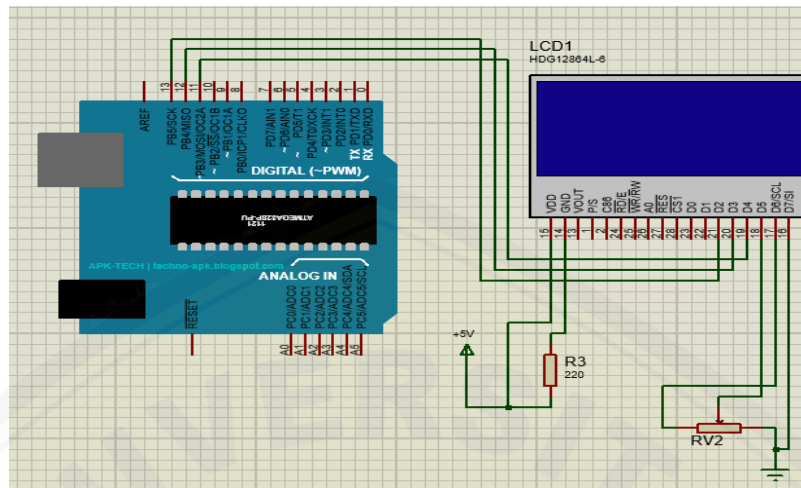 LCD1
HDG12864L-6
AREF
13
12
11
10
9
8
7
6
5
4
3
2
1
0
PB5/SCK
PB4/MISO
PB3/MOSI/OC2A
~ PB2/SS/OC1B
~ PB1/OC1A
PB0/ICP1/CLKO
PD7/AIN1
~ PD6/AIN0
~ PD5/T1
PD4/T0/XCK
~ PD3/INT1
PD2/INT0
TX PD1/TXD
RX PD0/RXD
DIGITAL (~PWM)
1121
ATMEGA328P-PU
APK-TECH | techno-apk.blogspot.com
ANALOG IN
RESET
PC0/ADC0
PC1/ADC1
PC2/ADC2
PC3/ADC3
PC4/ADC4/SDA
PC5/ADC5/SCL
A0
A1
A2
A3
A4
A5
VDD
GND
VOUT
P/S
C86
RD/E
WR/RW
A0
RES
CS1
D0
D1
D2
D3
D4
D5
D6/SCL
D7/SI
15
14
13
1
2
24
25
26
27
28
23
22
21
20
19
18
17
16
+5V
R3
220
RV2
UNIVERSIT